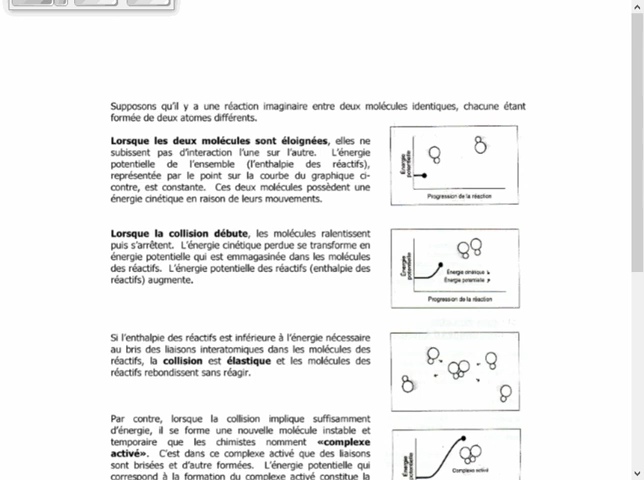 Supposons qu'il y a une réaction imaginaire entre deux molécules identiques, chacune étant
formée de deux atomes différents.
Lorsque les deux molécules sont éloignées, elles ne
subissent pas d'interaction l'une sur l'autre. L'énergie
potentielle de l'ensemble (l'enthalpie des réactifs),
représentée par le point sur la courbe du graphique ci-
contre, est constante. Ces deux molécules possèdent une
énergie cinétique en raison de leurs mouvements.
Énergie
potentielle
Progression de la réaction
Lorsque la collision débute, les molécules ralentissent
puis s'arrêtent. L'énergie cinétique perdue se transforme en
énergie potentielle qui est emmagasinée dans les molécules
des réactifs. L'énergie potentielle des réactifs (enthalpie des
réactifs) augmente.
Énergie
potentielle
Énergie cinétique ↘
Énergie potentielle ↗
Progression de la réaction
Si l'enthalpie des réactifs est inférieure à l'énergie nécessaire
au bris des liaisons interatomiques dans les molécules des
réactifs, la collision est élastique et les molécules des
réactifs rebondissent sans réagir.
Par contre, lorsque la collision implique suffisamment
d'énergie, il se forme une nouvelle molécule instable et
temporaire que les chimistes nomment «complexe
activé». C'est dans ce complexe activé que des liaisons
sont brisées et d'autre formées. L'énergie potentielle qui
correspond à la formation du complexe activé constitue la
Énergie
potentielle
Complexe activé